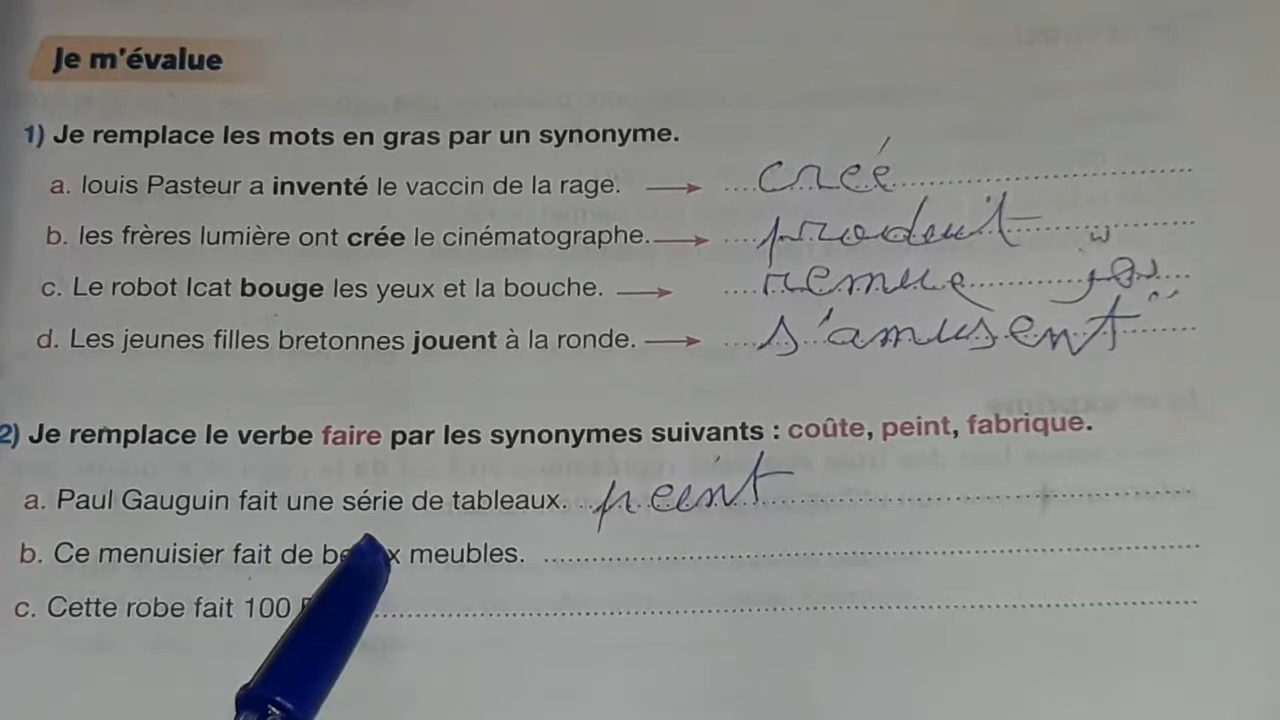 Je m'évalue
1) Je remplace les mots en gras par un synonyme.
a. louis Pasteur a inventé le vaccin de la rage. → créé
b. les frères lumière ont crée le cinématographe. → produit
c. Le robot Icat bouge les yeux et la bouche. → remue
d. Les jeunes filles bretonnes jouent à la ronde. → s'amusent
2) Je remplace le verbe faire par les synonymes suivants : coûte, peint, fabrique.
a. Paul Gauguin fait une série de tableaux. peint
b. Ce menuisier fait de meubles.
c. Cette robe fait 100